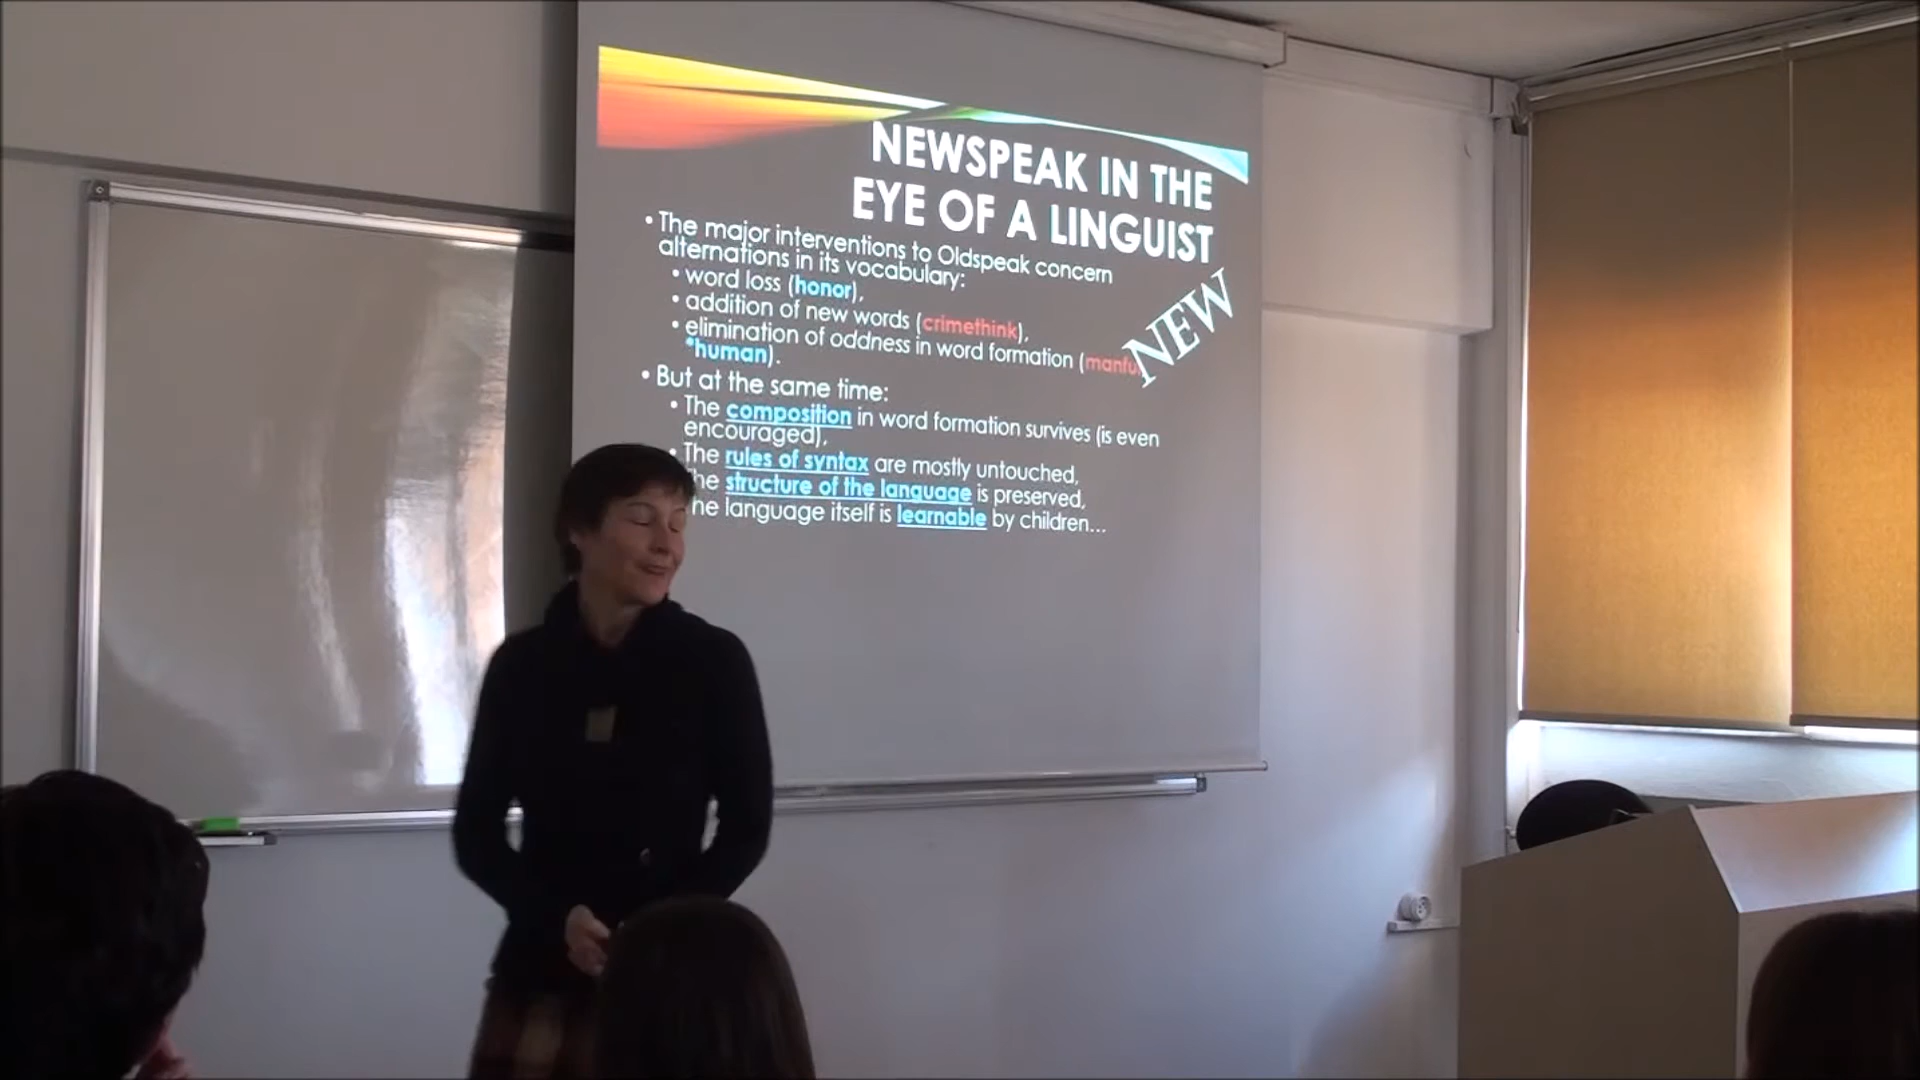 NEWSPEAK IN THE
EYE OF A LINGUIST
• The major interventions to Oldspeak concern
alternations in its vocabulary:
• word loss (honor),
• addition of new words (crimethink),
• elimination of oddness in word formation (manfu
*human).
NEW
• But at the same time:
• The composition in word formation survives (is even
encouraged),
• The rules of syntax are mostly untouched,
he structure of the language is preserved,
he language itself is learnable by children...